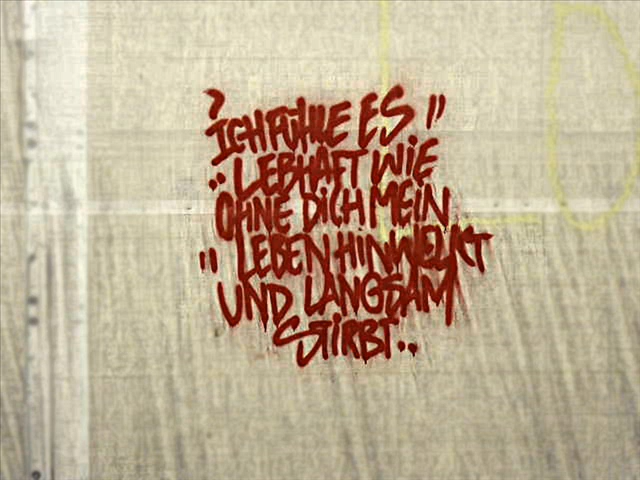 ICH FÜHLE ES "
.. LEBHAFT WIE
OHNE DICH MEIN
" LEBEN HINWELKT
UND LANGSAM
STIRBT..